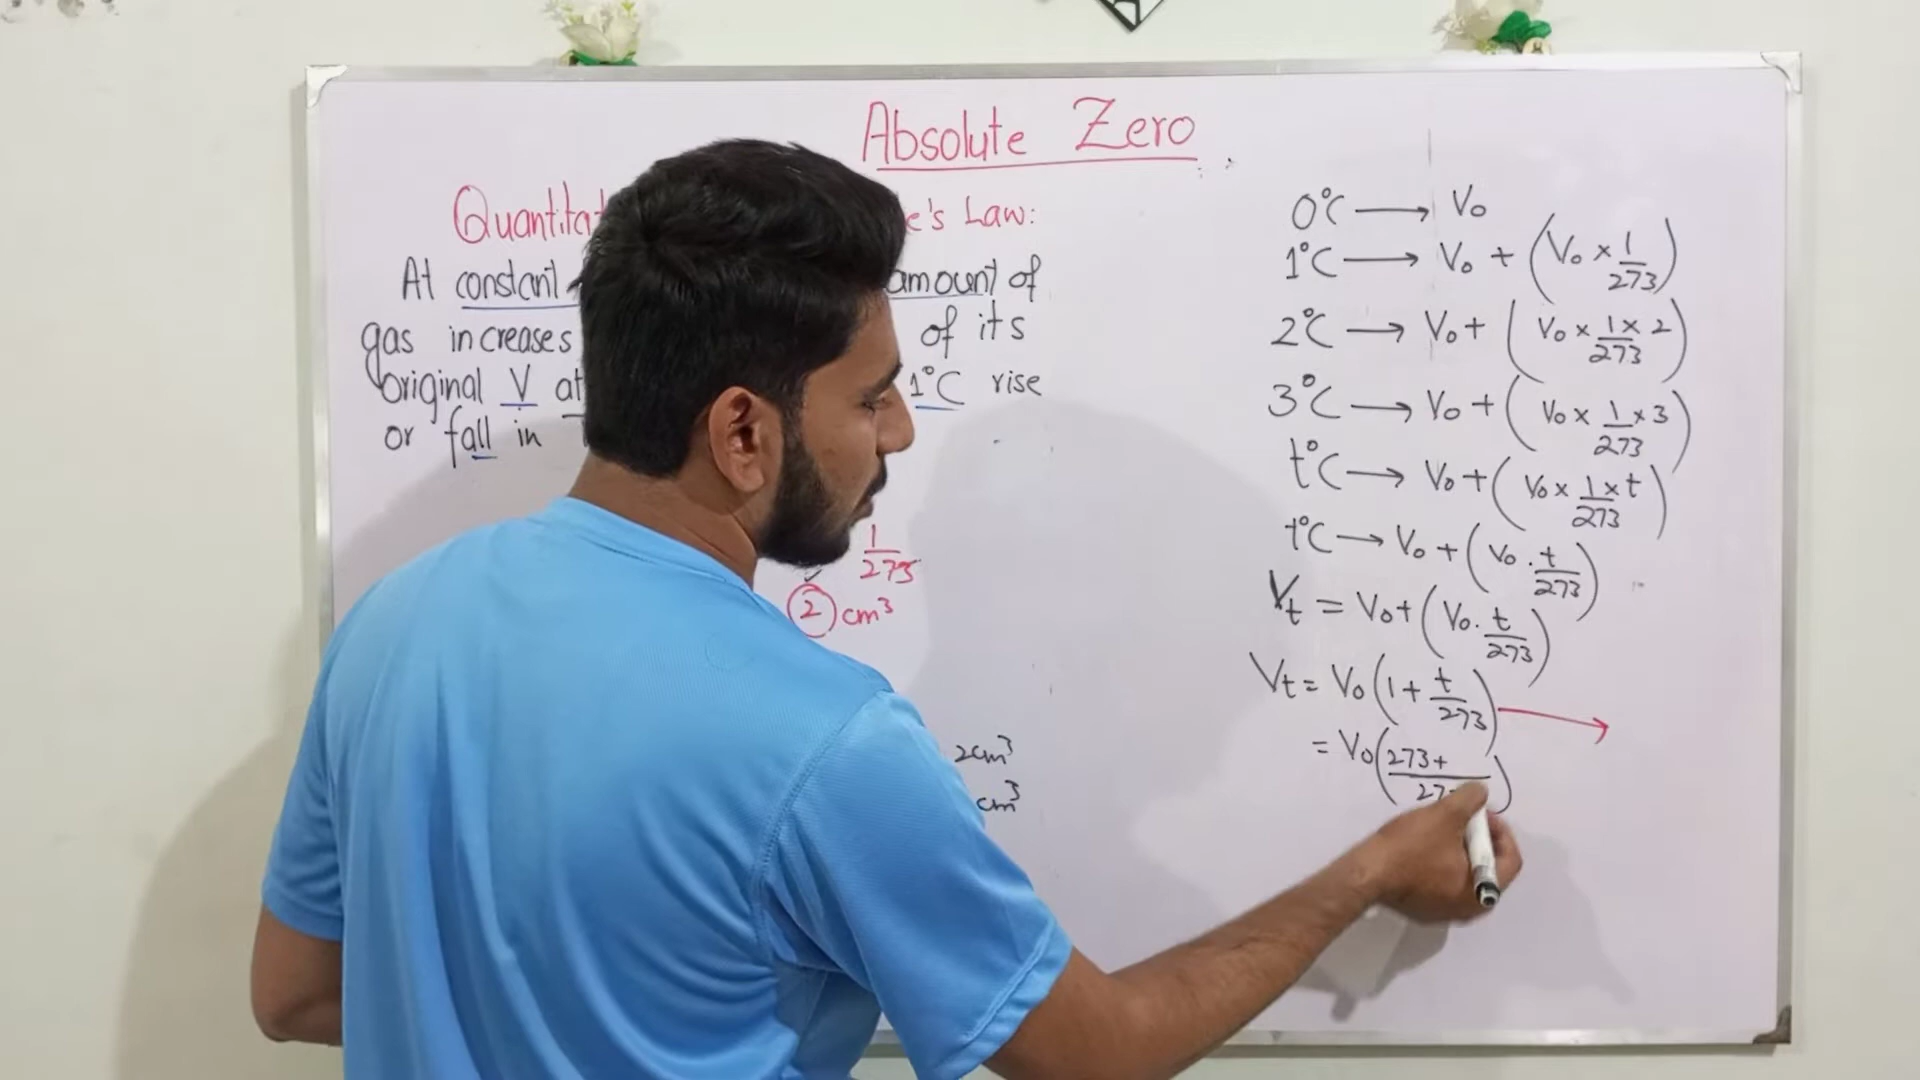 Absolute Zero
Quantitat e's Law:
At constant amount of
gas increases of its
original V at 1°C rise
or fall in
1/273
2 cm³
2cm³
cm³
0°C → V₀
1°C → V₀ + (V₀ × 1/273)
2°C → V₀ + (V₀ × 1/273 × 2)
3°C → V₀ + (V₀ × 1/273 × 3)
t°C → V₀ + (V₀ × 1/273 × t)
t°C → V₀ + (V₀ . t/273)
Vt = V₀ + (V₀ . t/273)
Vt = V₀ (1 + t/273) →
= V₀ (273+ / 27)